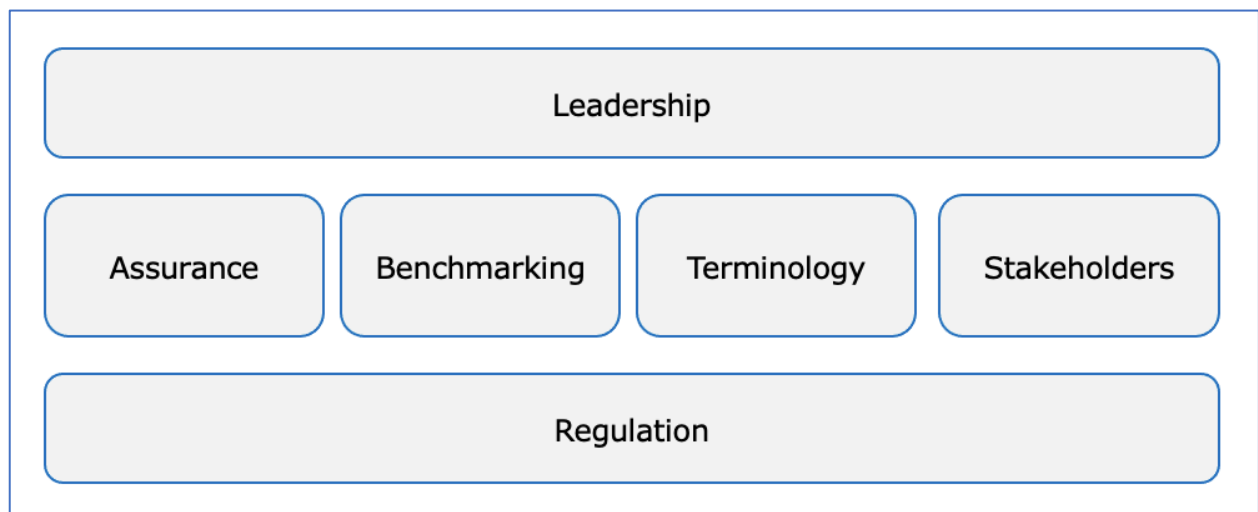 Leadership
Assurance
Benchmarking
Terminology
Stakeholders
Regulation